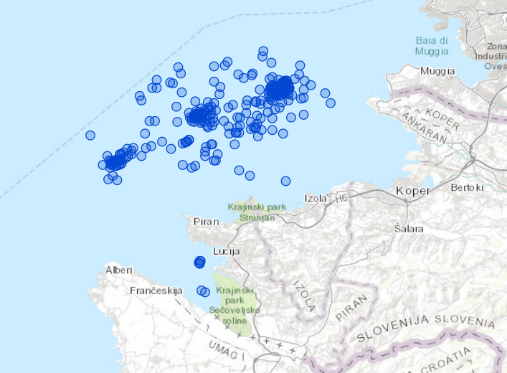 Baia di
Muggia
Zona
Industri
Oves
Muggia
KOPER
ANKARAN
Krajinski park
Strunjan
Izola
H6
Koper
Bertoki
Piran
Šalara
Lucija
Alberi
Frančeskija
Krajinski
park
Sečoveljske
soline
IZOLA
PIRAN
UMAG
SLOVENIJA
SLOVENIA
CROATIA